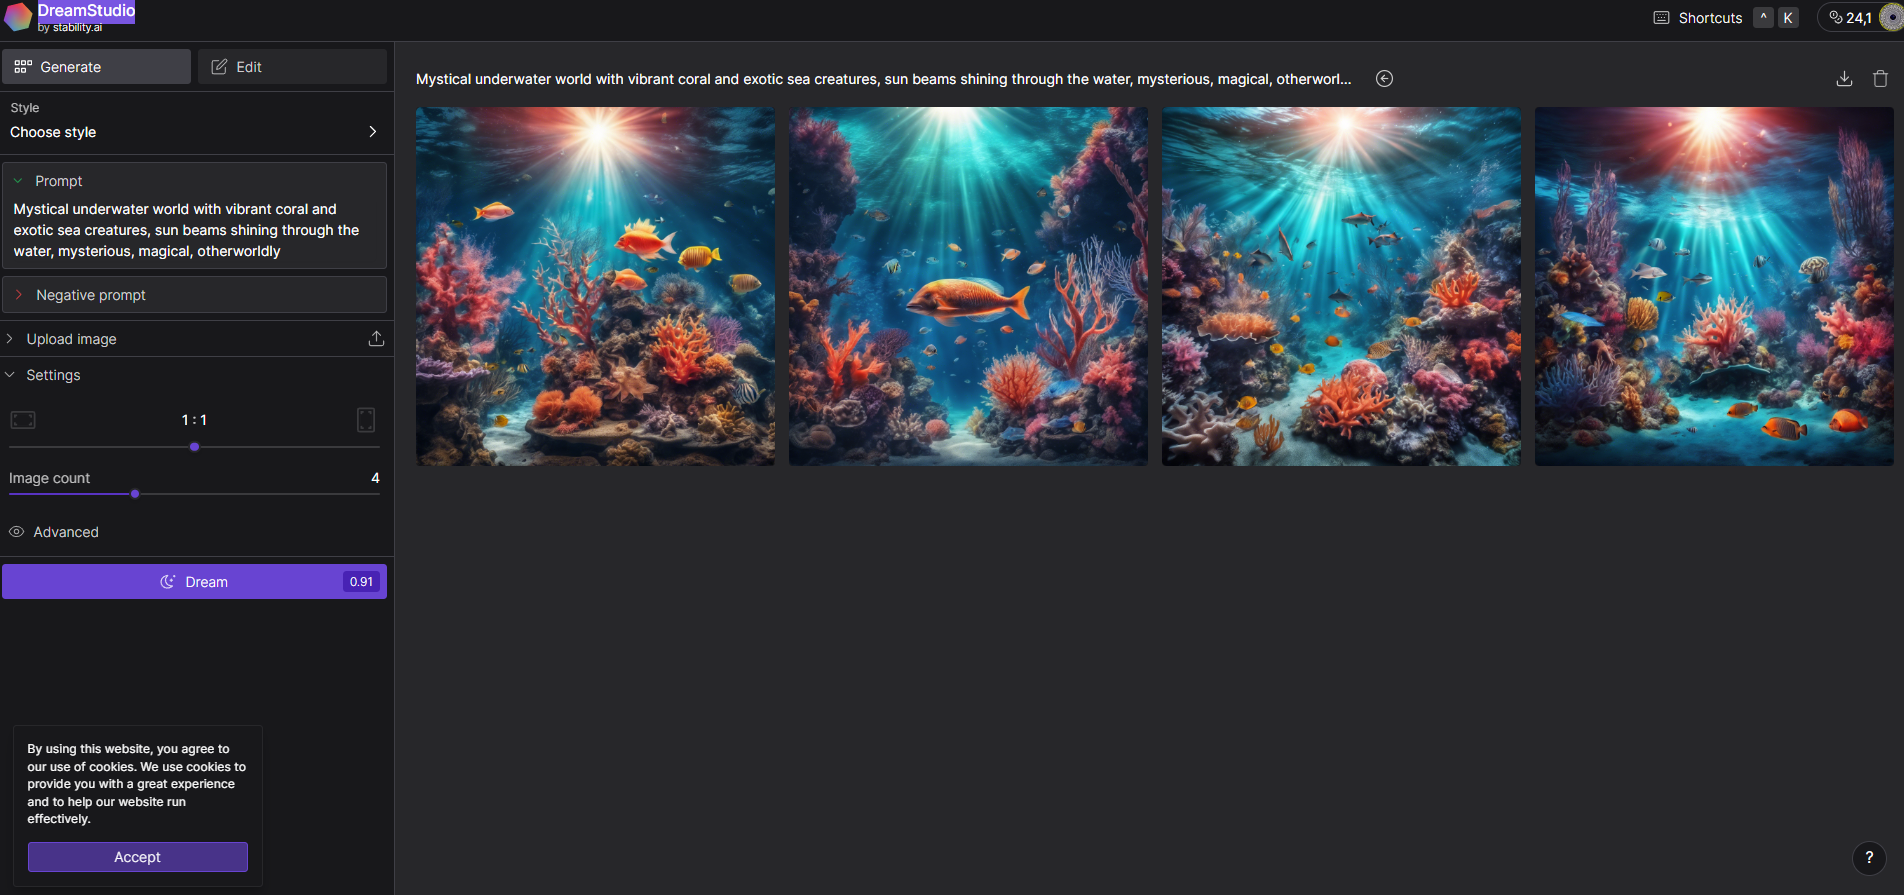 DreamStudio
by stability.ai
Shortcuts ^ K
24,1
Generate
Edit
Style
Choose style
Prompt
Mystical underwater world with vibrant coral and
exotic sea creatures, sun beams shining through the
water, mysterious, magical, otherworldly
Negative prompt
Upload image
Settings
1 : 1
Image count 4
Advanced
Dream 0.91
By using this website, you agree to
our use of cookies. We use cookies to
provide you with a great experience
and to help our website run
effectively.
Accept
Mystical underwater world with vibrant coral and exotic sea creatures, sun beams shining through the water, mysterious, magical, otherworl...
?